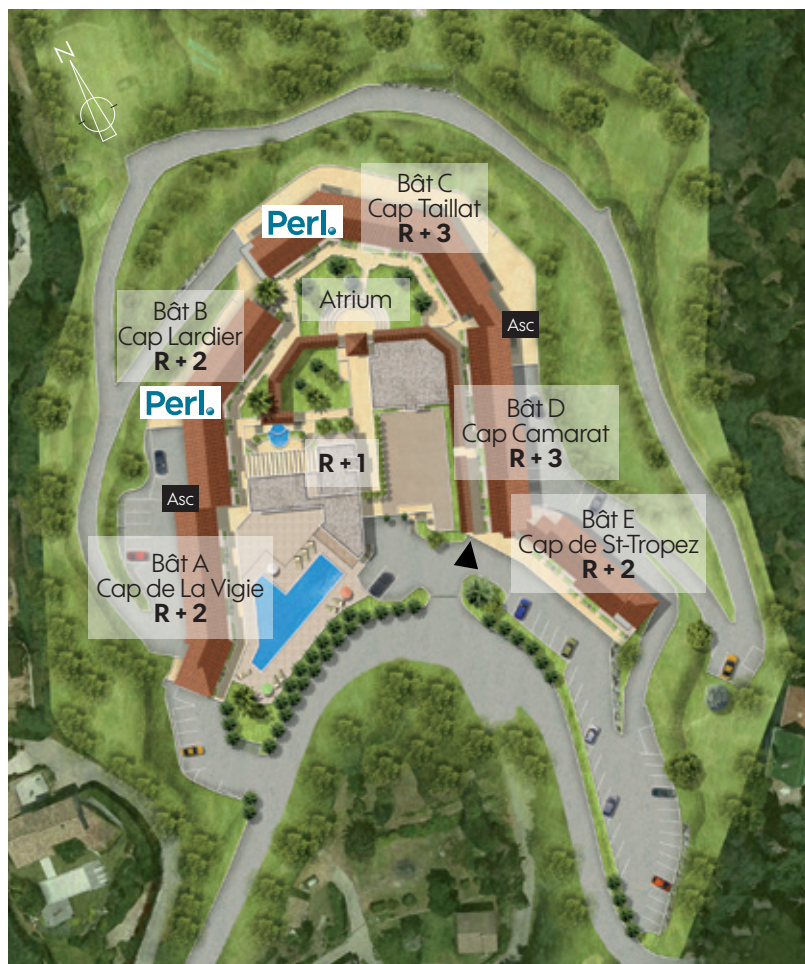 N
Bât C
Cap Taillat
R + 3
Perl.
Atrium
Bât B
Cap Lardier
R + 2
Asc
Perl.
Bât D
Cap Camarat
R + 3
R + 1
Asc
Bât E
Cap de St-Tropez
R + 2
Bât A
Cap de La Vigie
R + 2